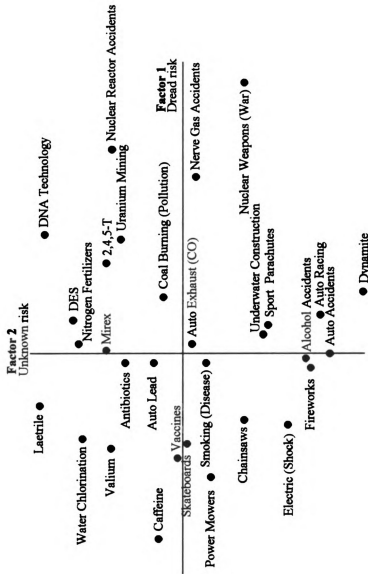 Factor 2
Unknown risk
Laetrile
DNA Technology
DES
Nitrogen Fertilizers
Water Chlorination
Mirex
2,4,5-T
Nuclear Reactor Accidents
Valium
Uranium Mining
Antibiotics
Auto Lead
Coal Burning (Pollution)
Caffeine
Vaccines
Factor 1
Dread risk
Skateboards
Auto Exhaust (CO)
Nerve Gas Accidents
Smoking (Disease)
Power Mowers
Chainsaws
Nuclear Weapons (War)
Underwater Construction
Sport Parachutes
Electric (Shock)
Alcohol Accidents
Fireworks
Auto Racing
Auto Accidents
Dynamite